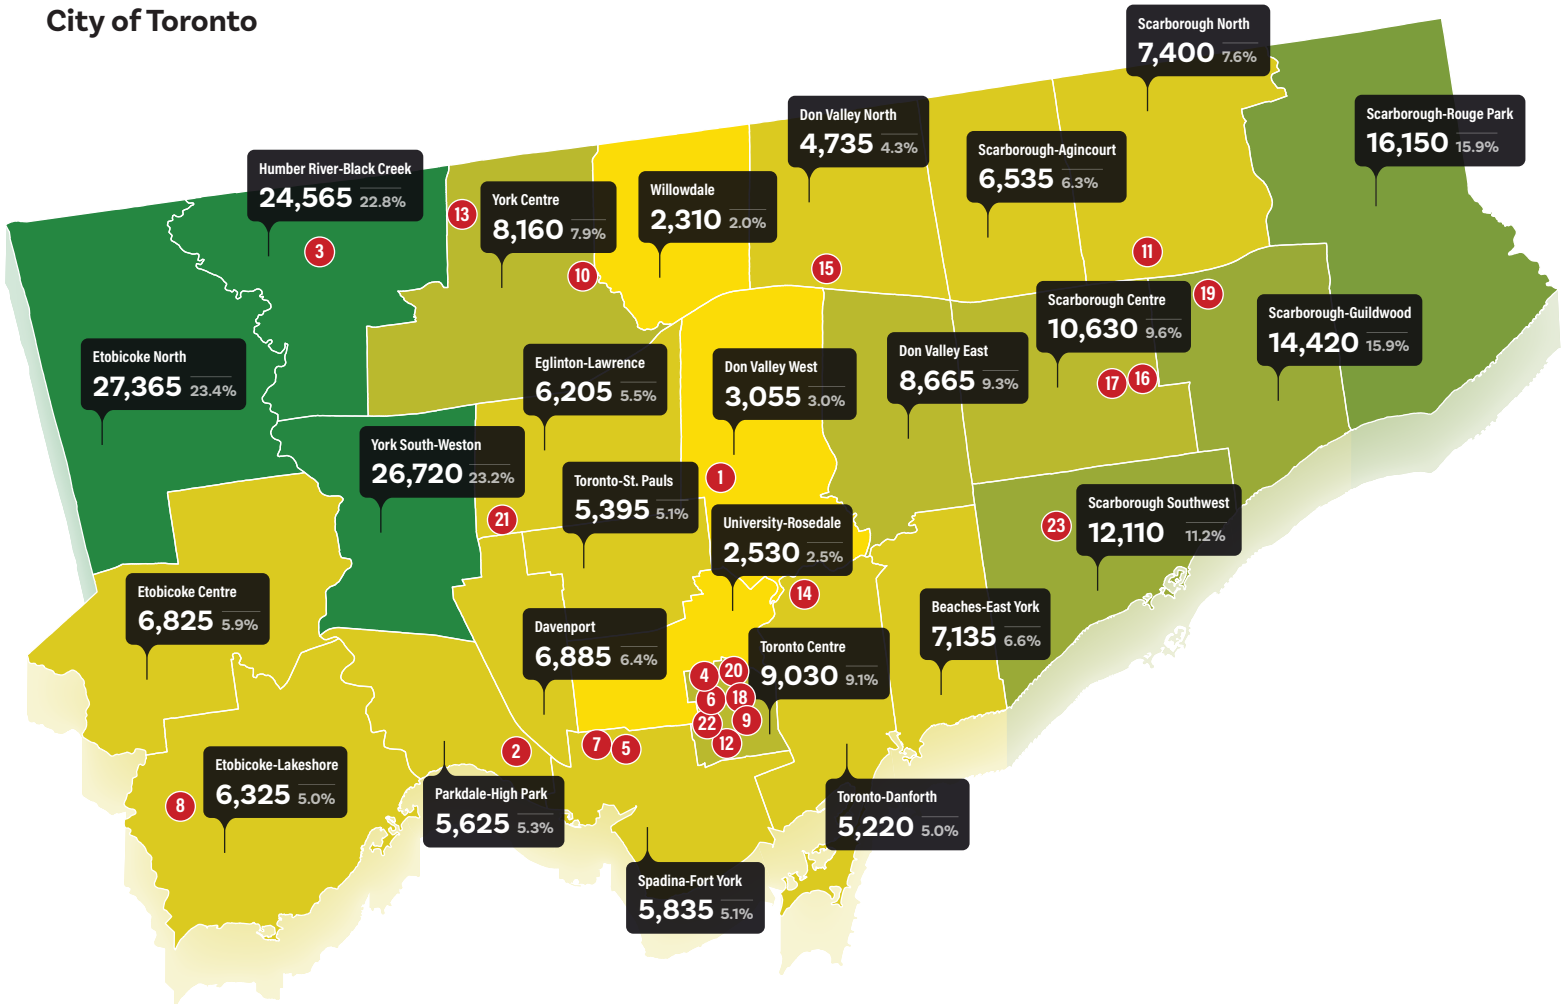 City of Toronto
Scarborough North
7,400 7.6%
Don Valley North
4,735 4.3%
Scarborough-Rouge Park
16,150 15.9%
Scarborough-Agincourt
6,535 6.3%
Humber River-Black Creek
24,565 22.8%
3
13
York Centre
8,160 7.9%
10
Willowdale
2,310 2.0%
15
11
19
Scarborough Centre
10,630 9.6%
17
16
Scarborough-Guildwood
14,420 15.9%
Etobicoke North
27,365 23.4%
Eglinton-Lawrence
6,205 5.5%
Don Valley West
3,055 3.0%
Don Valley East
8,665 9.3%
York South-Weston
26,720 23.2%
21
Toronto-St. Pauls
5,395 5.1%
1
University-Rosedale
2,530 2.5%
14
23
Scarborough Southwest
12,110 11.2%
Etobicoke Centre
6,825 5.9%
Davenport
6,885 6.4%
Beaches-East York
7,135 6.6%
Toronto Centre
9,030 9.1%
4
20
6
18
22
9
12
2
7
5
Etobicoke-Lakeshore
6,325 5.0%
8
Parkdale-High Park
5,625 5.3%
Toronto-Danforth
5,220 5.0%
Spadina-Fort York
5,835 5.1%